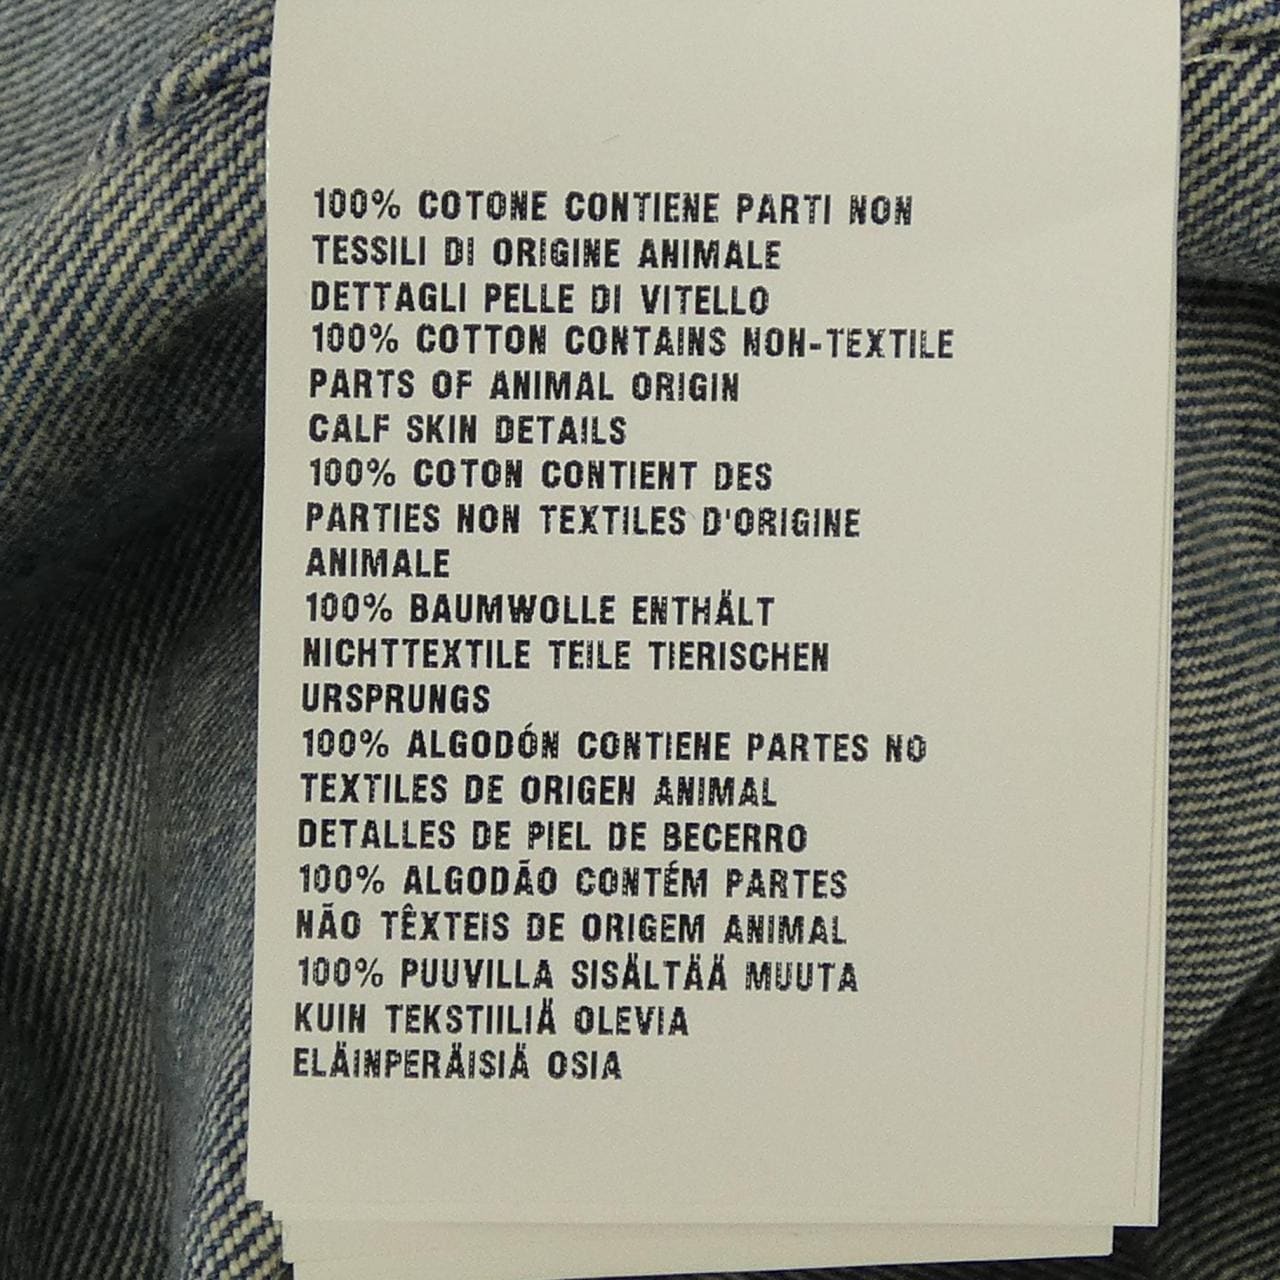 100% COTONE CONTIENE PARTI NON
TESSILI DI ORIGINE ANIMALE
DETTAGLI PELLE DI VITELLO
100% COTTON CONTAINS NON-TEXTILE
PARTS OF ANIMAL ORIGIN
CALF SKIN DETAILS
100% COTON CONTIENT DES
PARTIES NON TEXTILES D'ORIGINE
ANIMALE
100% BAUMWOLLE ENTHÄLT
NICHTTEXTILE TEILE TIERISCHEN
URSPRUNGS
100% ALGODÓN CONTIENE PARTES NO
TEXTILES DE ORIGEN ANIMAL
DETALLES DE PIEL DE BECERRO
100% ALGODÃO CONTÉM PARTES
NÃO TÊXTEIS DE ORIGEM ANIMAL
100% PUUVILLA SISÄLTÄÄ MUUTA
KUIN TEKSTIILIÄ OLEVIA
ELÄINPERÄISIÄ OSIA